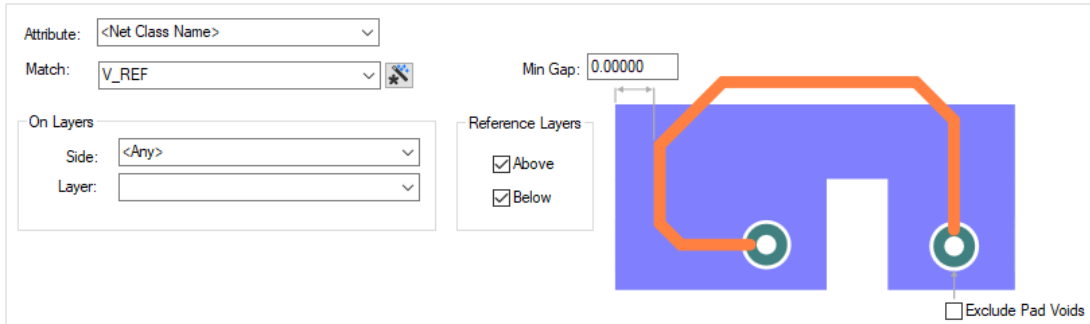 Attribute: <Net Class Name>
Match: V_REF
Min Gap: 0.00000
On Layers
Side: <Any>
Layer:
Reference Layers
Above
Below
Exclude Pad Voids